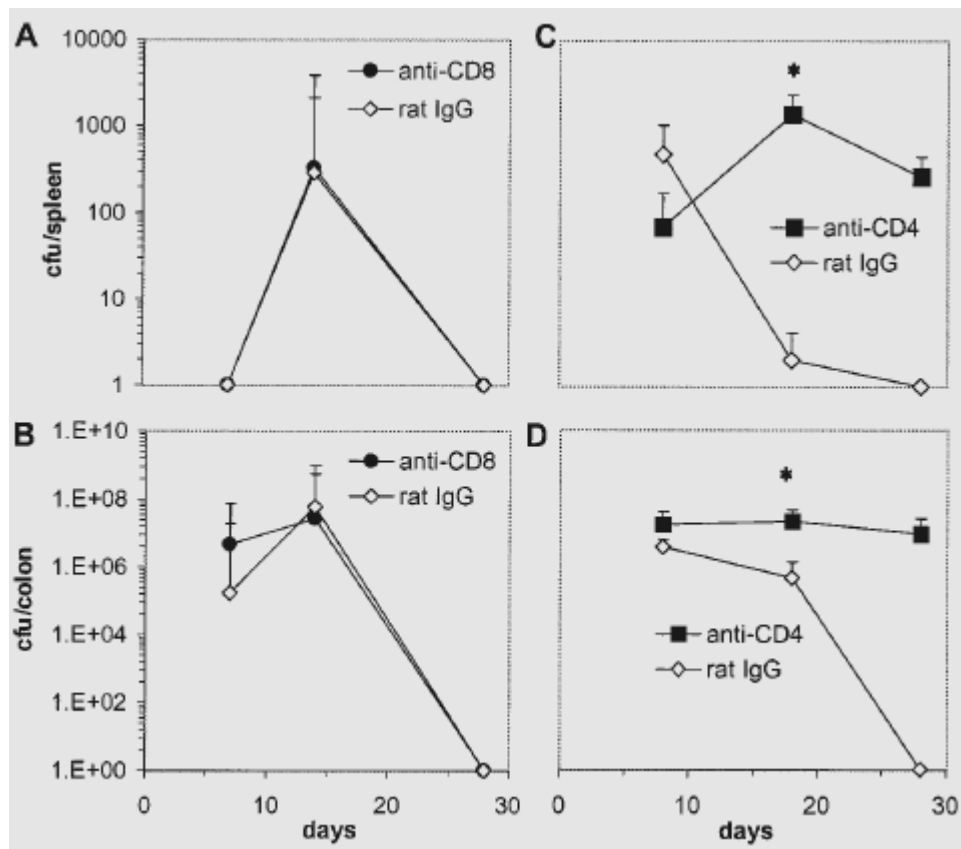 A
10000
1000
100
10
1
cfu/spleen
anti-CD8
rat IgG
C
*
anti-CD4
rat IgG
B
1.E+10
1.E+08
1.E+06
1.E+04
1.E+02
1.E+00
cfu/colon
anti-CD8
rat IgG
0
10
20
30
days
D
*
anti-CD4
rat IgG
0
10
20
30
days